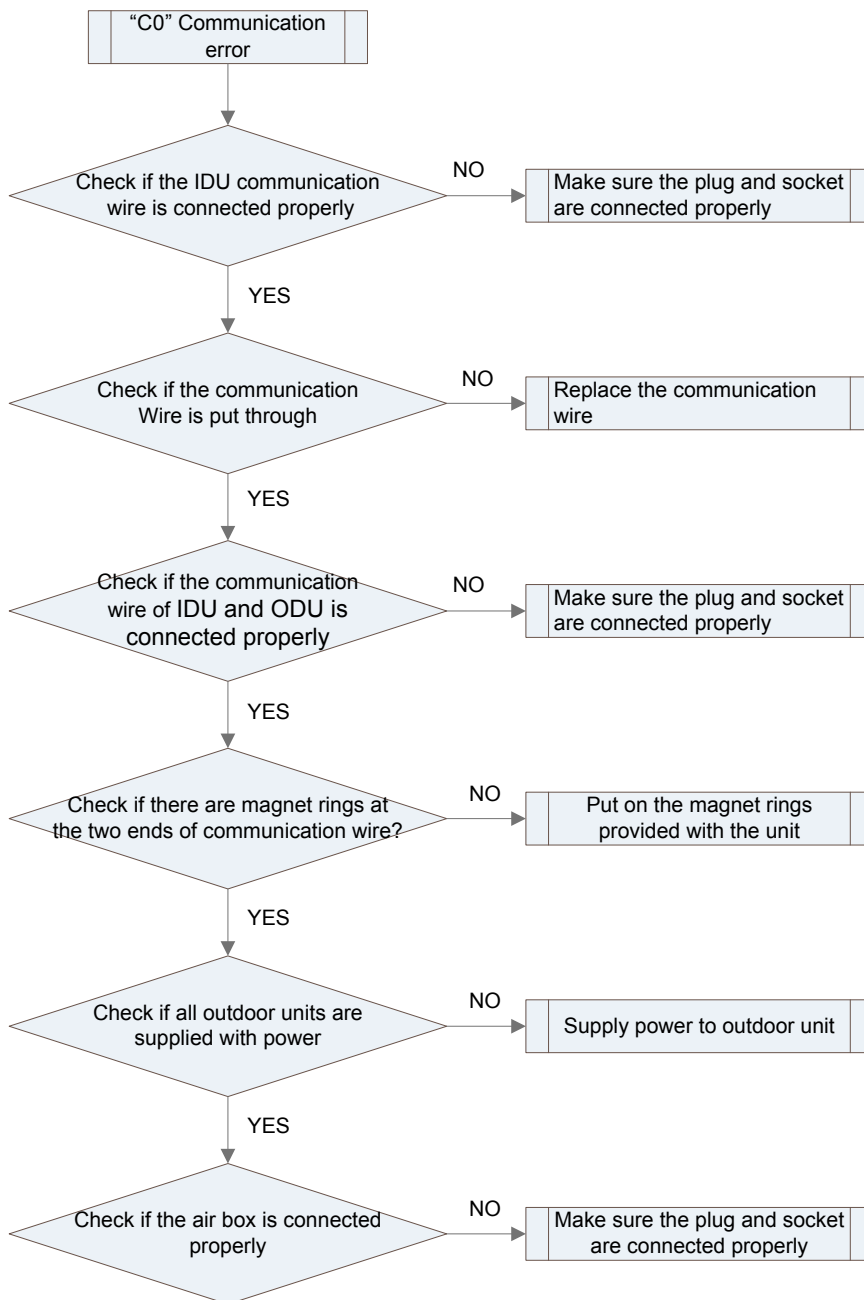 “C0” Communication
error
Check if the IDU communication
wire is connected properly
NO
Make sure the plug and socket
are connected properly
YES
Check if the communication
Wire is put through
NO
Replace the communication
wire
YES
Check if the communication
wire of IDU and ODU is
connected properly
NO
Make sure the plug and socket
are connected properly
YES
Check if there are magnet rings at
the two ends of communication wire?
NO
Put on the magnet rings
provided with the unit
YES
Check if all outdoor units are
supplied with power
NO
Supply power to outdoor unit
YES
Check if the air box is connected
properly
NO
Make sure the plug and socket
are connected properly